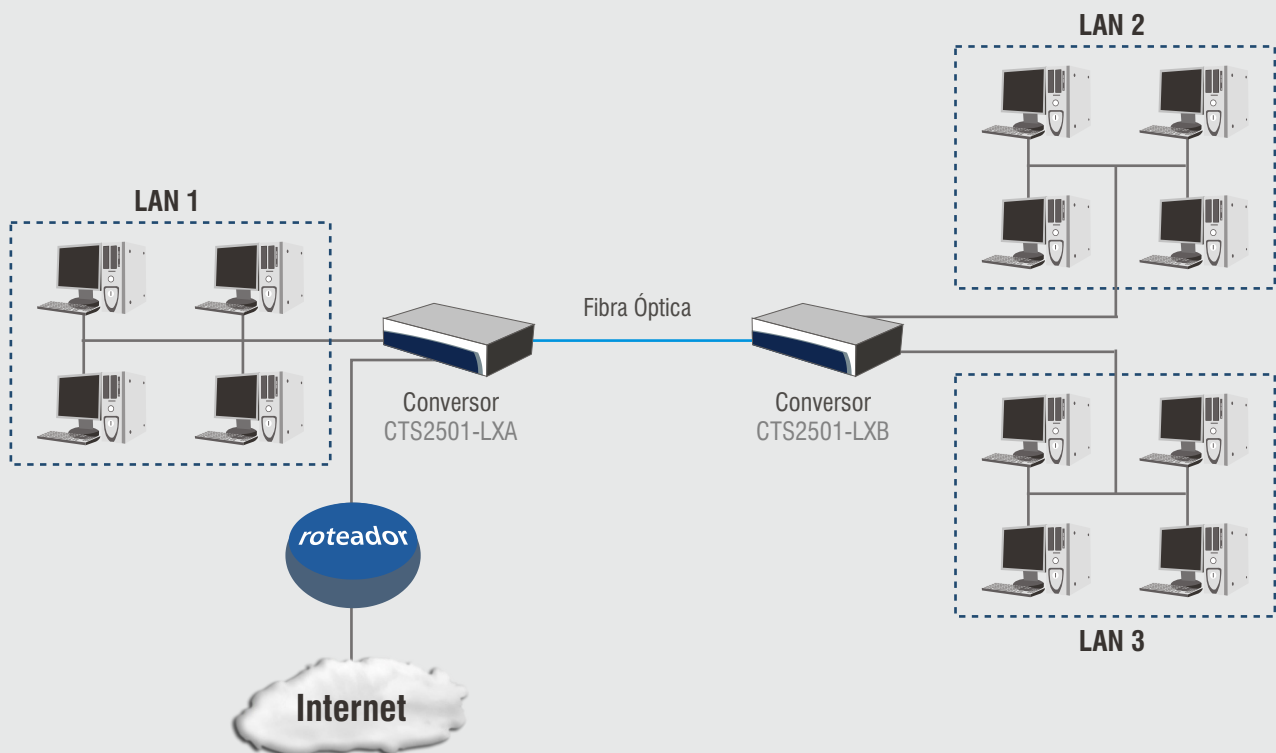 LAN 2
LAN 1
Fibra Óptica
Conversor
CTS2501-LXA
Conversor
CTS2501-LXB
roteador
LAN 3
Internet